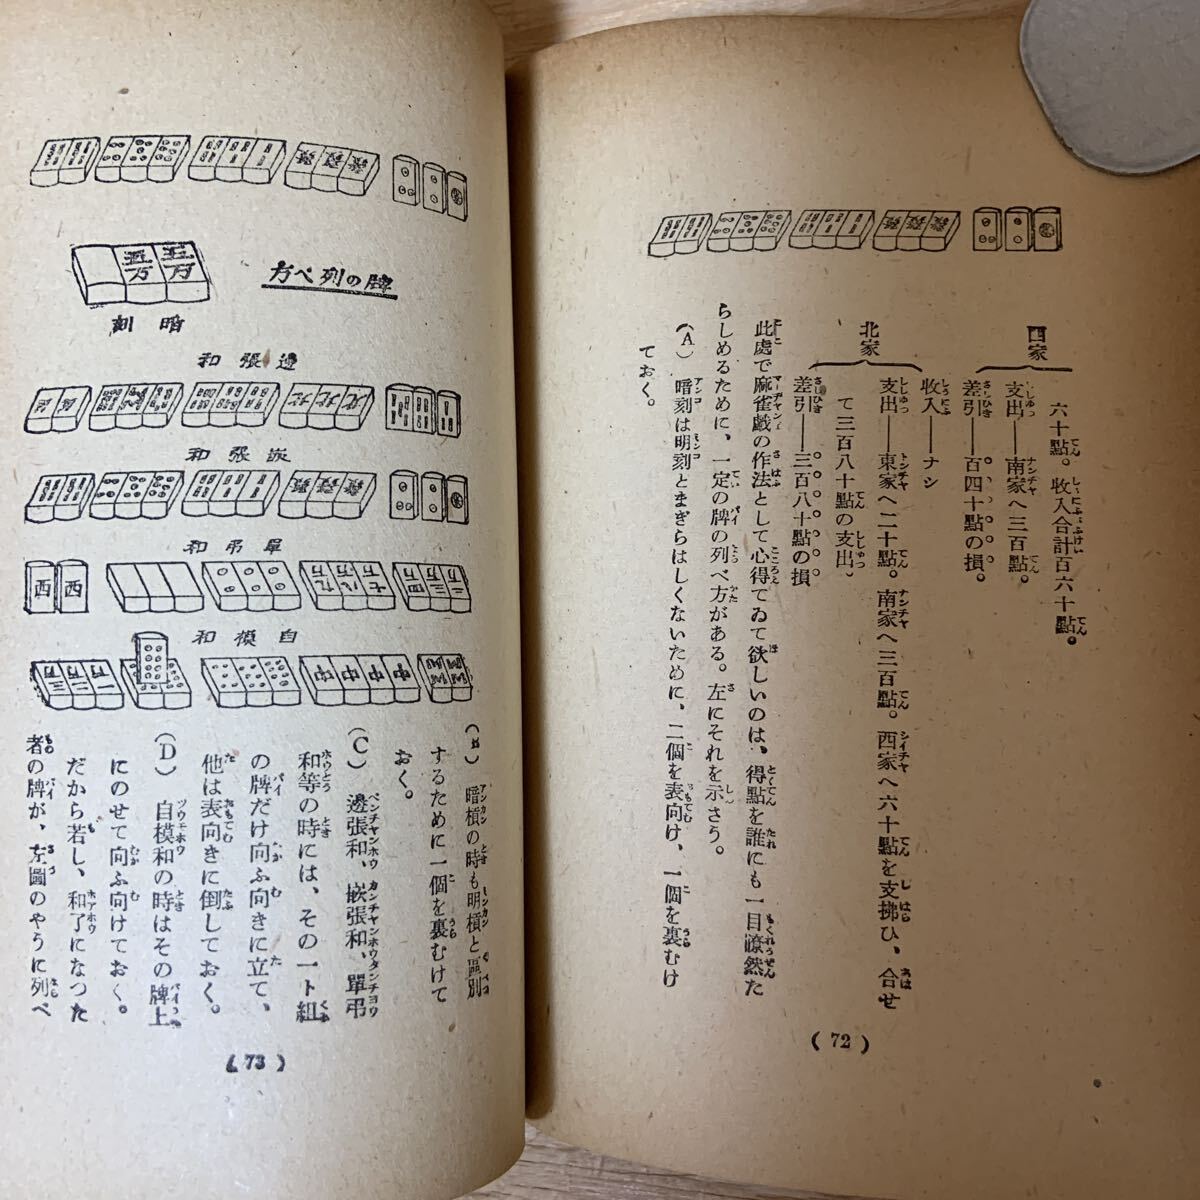 六十點。收入合計百六十點。
西家
支出――南家へ三百點。
差引――百四十點の損。
北家
收入――ナシ
支出――東家へ二十點。南家へ三百點。西家へ六十點を支拂ひ、合せ
て三百八十點の支出。
差引――三百八十點の損
此處で麻雀戲の作法として心得てゐて欲しいのは、得點を誰にも一目瞭然た
らしめるために、一定の牌の列べ方がある。左にそれを示さう。
(A) 暗刻は明刻とまぎらはしくないために、二個を表向け、一個を裏むけ
ておく。
(72)
牌の列べ方
暗刻
邊張和
嵌張和
單吊和
自摸和
暗槓の時も明槓と區別
するために一個を裏むけて
おく。
(C) 邊張和、嵌張和、單吊
和等の時には、その一ト組
の牌だけ向ふ向きに立て、
他は表向きに倒しておく。
(D) 自模和の時はその牌上
にのせて向ふ向けておく。
だから若し、和了になつた
者の牌が、左圖のやうに列べ
(73)